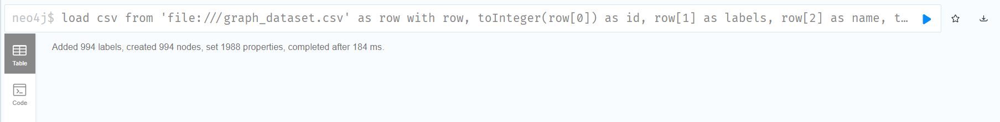 neo4j$ load csv from 'file:///graph_dataset.csv' as row with row, toInteger(row[0]) as id, row[1] as labels, row[2] as name, t…
Added 994 labels, created 994 nodes, set 1988 properties, completed after 184 ms.
Table
Code